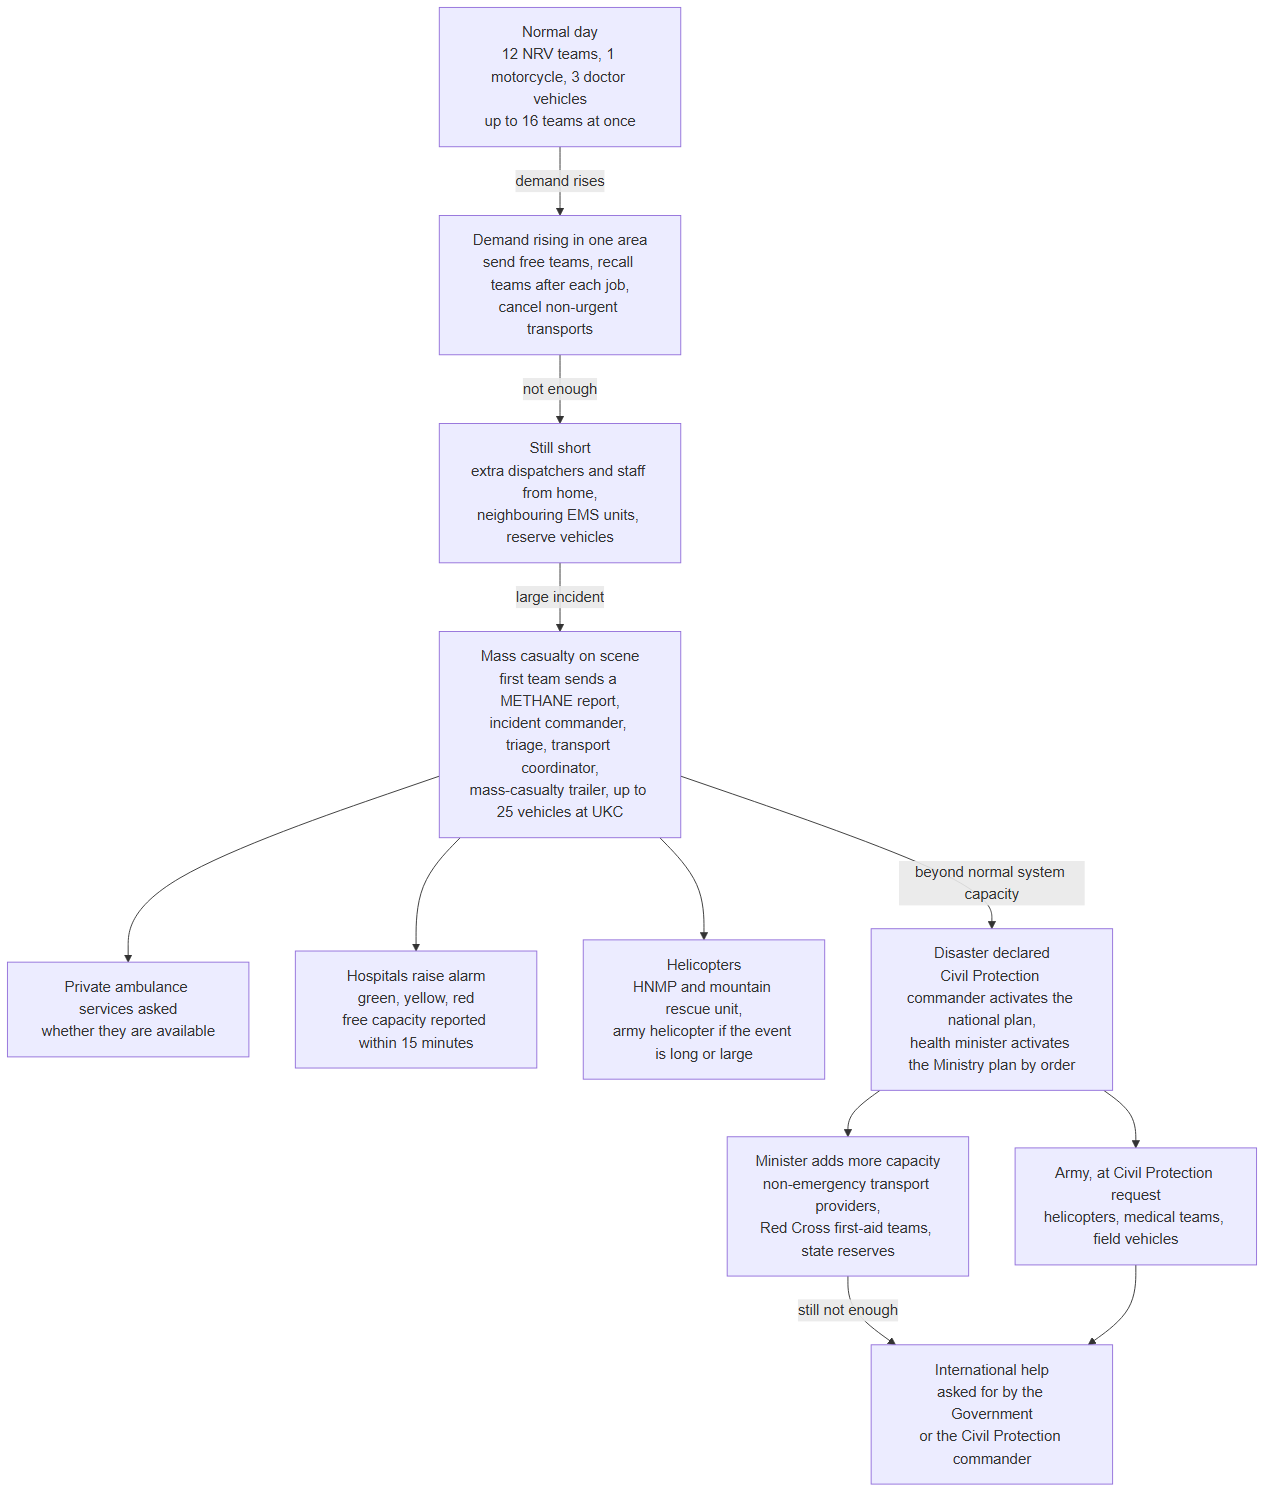 Normal day
12 NRV teams, 1
motorcycle, 3 doctor
vehicles
up to 16 teams at once
demand rises
Demand rising in one area
send free teams, recall
teams after each job,
cancel non-urgent
transports
not enough
Still short
extra dispatchers and staff
from home,
neighbouring EMS units,
reserve vehicles
large incident
Mass casualty on scene
first team sends a
METHANE report,
incident commander,
triage, transport
coordinator,
mass-casualty trailer, up to
25 vehicles at UKC
beyond normal system
capacity
Private ambulance
services asked
whether they are available
Hospitals raise alarm
green, yellow, red
free capacity reported
within 15 minutes
Helicopters
HNMP and mountain
rescue unit,
army helicopter if the event
is long or large
Disaster declared
Civil Protection
commander activates the
national plan,
health minister activates
the Ministry plan by order
Minister adds more capacity
non-emergency transport
providers,
Red Cross first-aid teams,
state reserves
Army, at Civil Protection
request
helicopters, medical teams,
field vehicles
still not enough
International help
asked for by the
Government
or the Civil Protection
commander